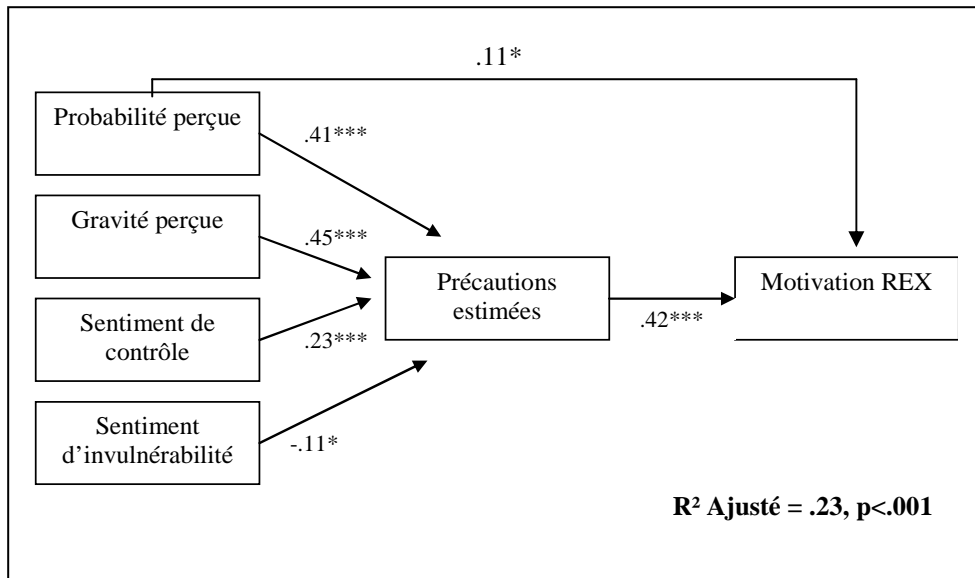 .11*
Probabilité perçue
.41***
Gravité perçue
.45***
Précautions
estimées
Motivation REX
.42***
Sentiment de
contrôle
.23***
Sentiment
d’invulnérabilité
-.11*
R² Ajusté = .23, p<.001